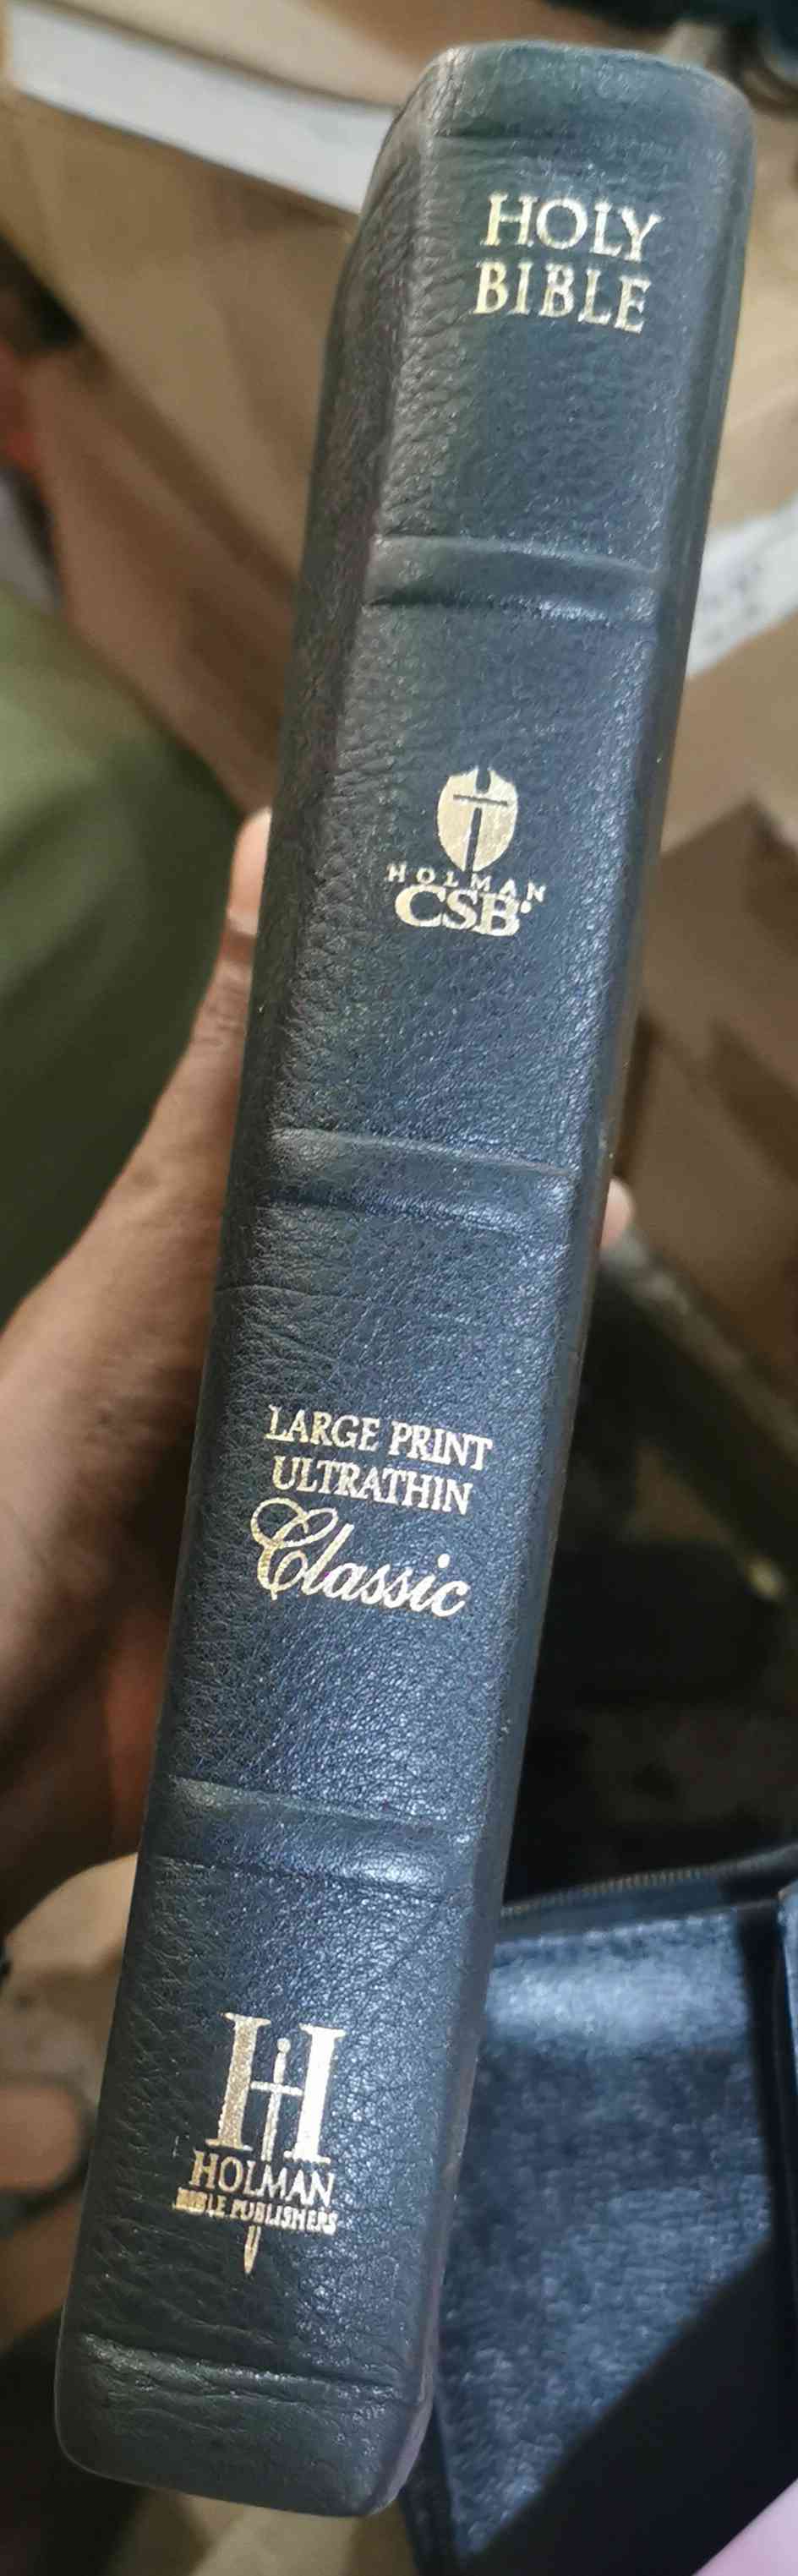 HOLY
BIBLE
HOLMAN
CSB®
LARGE PRINT
ULTRATHIN
Classic
H
HOLMAN
BIBLE PUBLISHERS